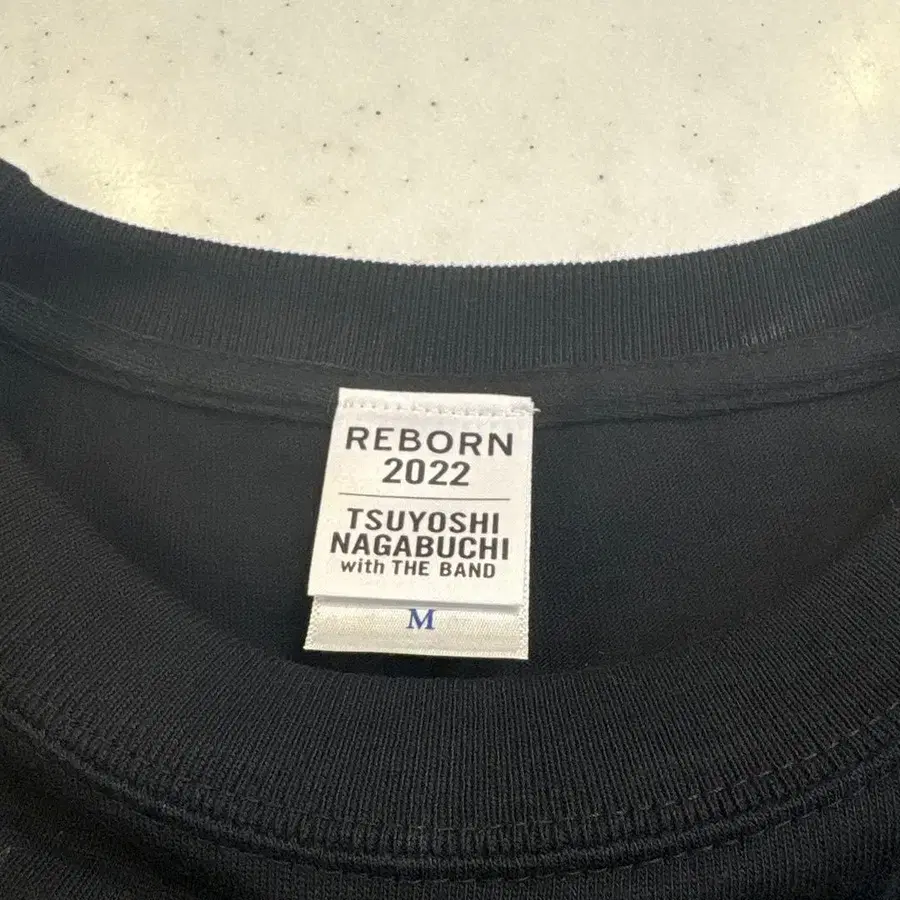 REBORN
2022
TSUYOSHI
NAGABUCHI
with THE BAND
M